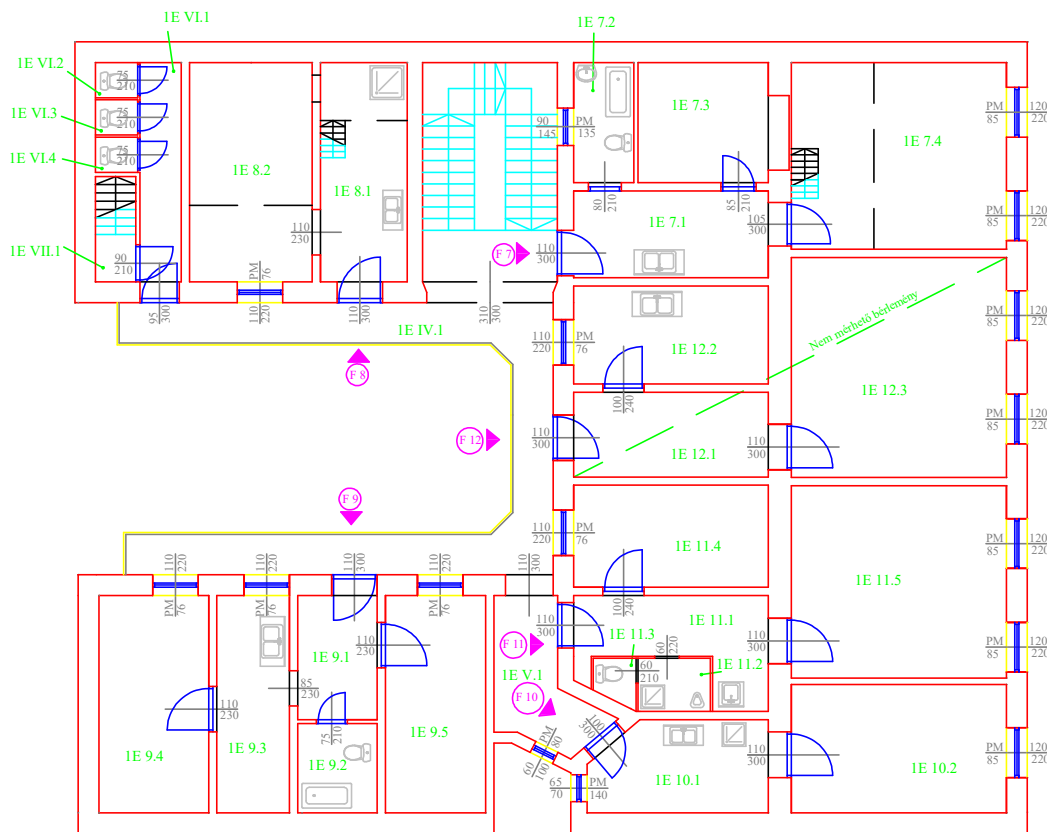 1E VI.1
1E 7.2
1E VI.2
75
210
1E 7.3
PM
85
120
220
1E VI.3
75
210
90
145
PM
135
1E 7.4
1E VI.4
75
210
1E 8.2
1E 8.1
80
210
85
210
PM
85
120
220
1E 7.1
105
300
110
230
1E VII.1
90
210
F 7
110
300
95
300
PM
76
110
220
110
300
310
300
1E IV.1
Nem mérhető bérlemény
PM
85
120
220
110
220
PM
76
1E 12.2
F 8
1E 12.3
100
240
PM
85
120
220
F 12
110
300
1E 12.1
110
300
F 9
110
220
PM
76
1E 11.4
PM
85
120
220
110
220
PM
76
110
220
PM
76
110
300
110
220
PM
76
110
300
100
240
1E 11.5
F 11
110
300
1E 11.1
110
300
PM
85
120
220
1E 11.3
60
220
60
210
1E 11.2
1E 9.1
110
230
1E V.1
85
230
F 10
110
230
75
210
100
300
PM
80
60
100
1E 9.4
1E 9.3
1E 9.2
1E 9.5
110
300
PM
85
120
220
65
70
PM
140
1E 10.1
1E 10.2